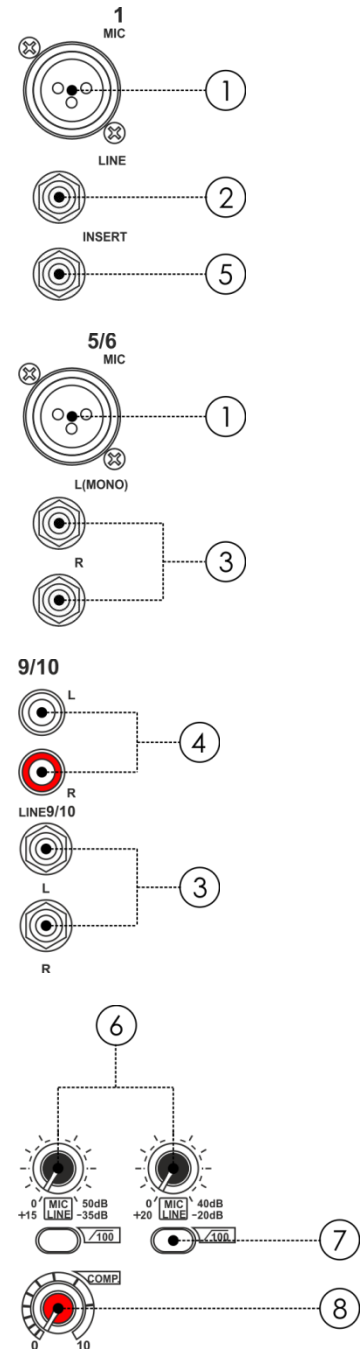 1
MIC
1
LINE
2
INSERT
5
5/6
MIC
1
L(MONO)
R
3
9/10
L
4
R
LINE9/10
3
L
R
6
0 MIC 50dB 0 MIC 40dB
+15 LINE -35dB +20 LINE -20dB
100 100
7
COMP
8
0 10